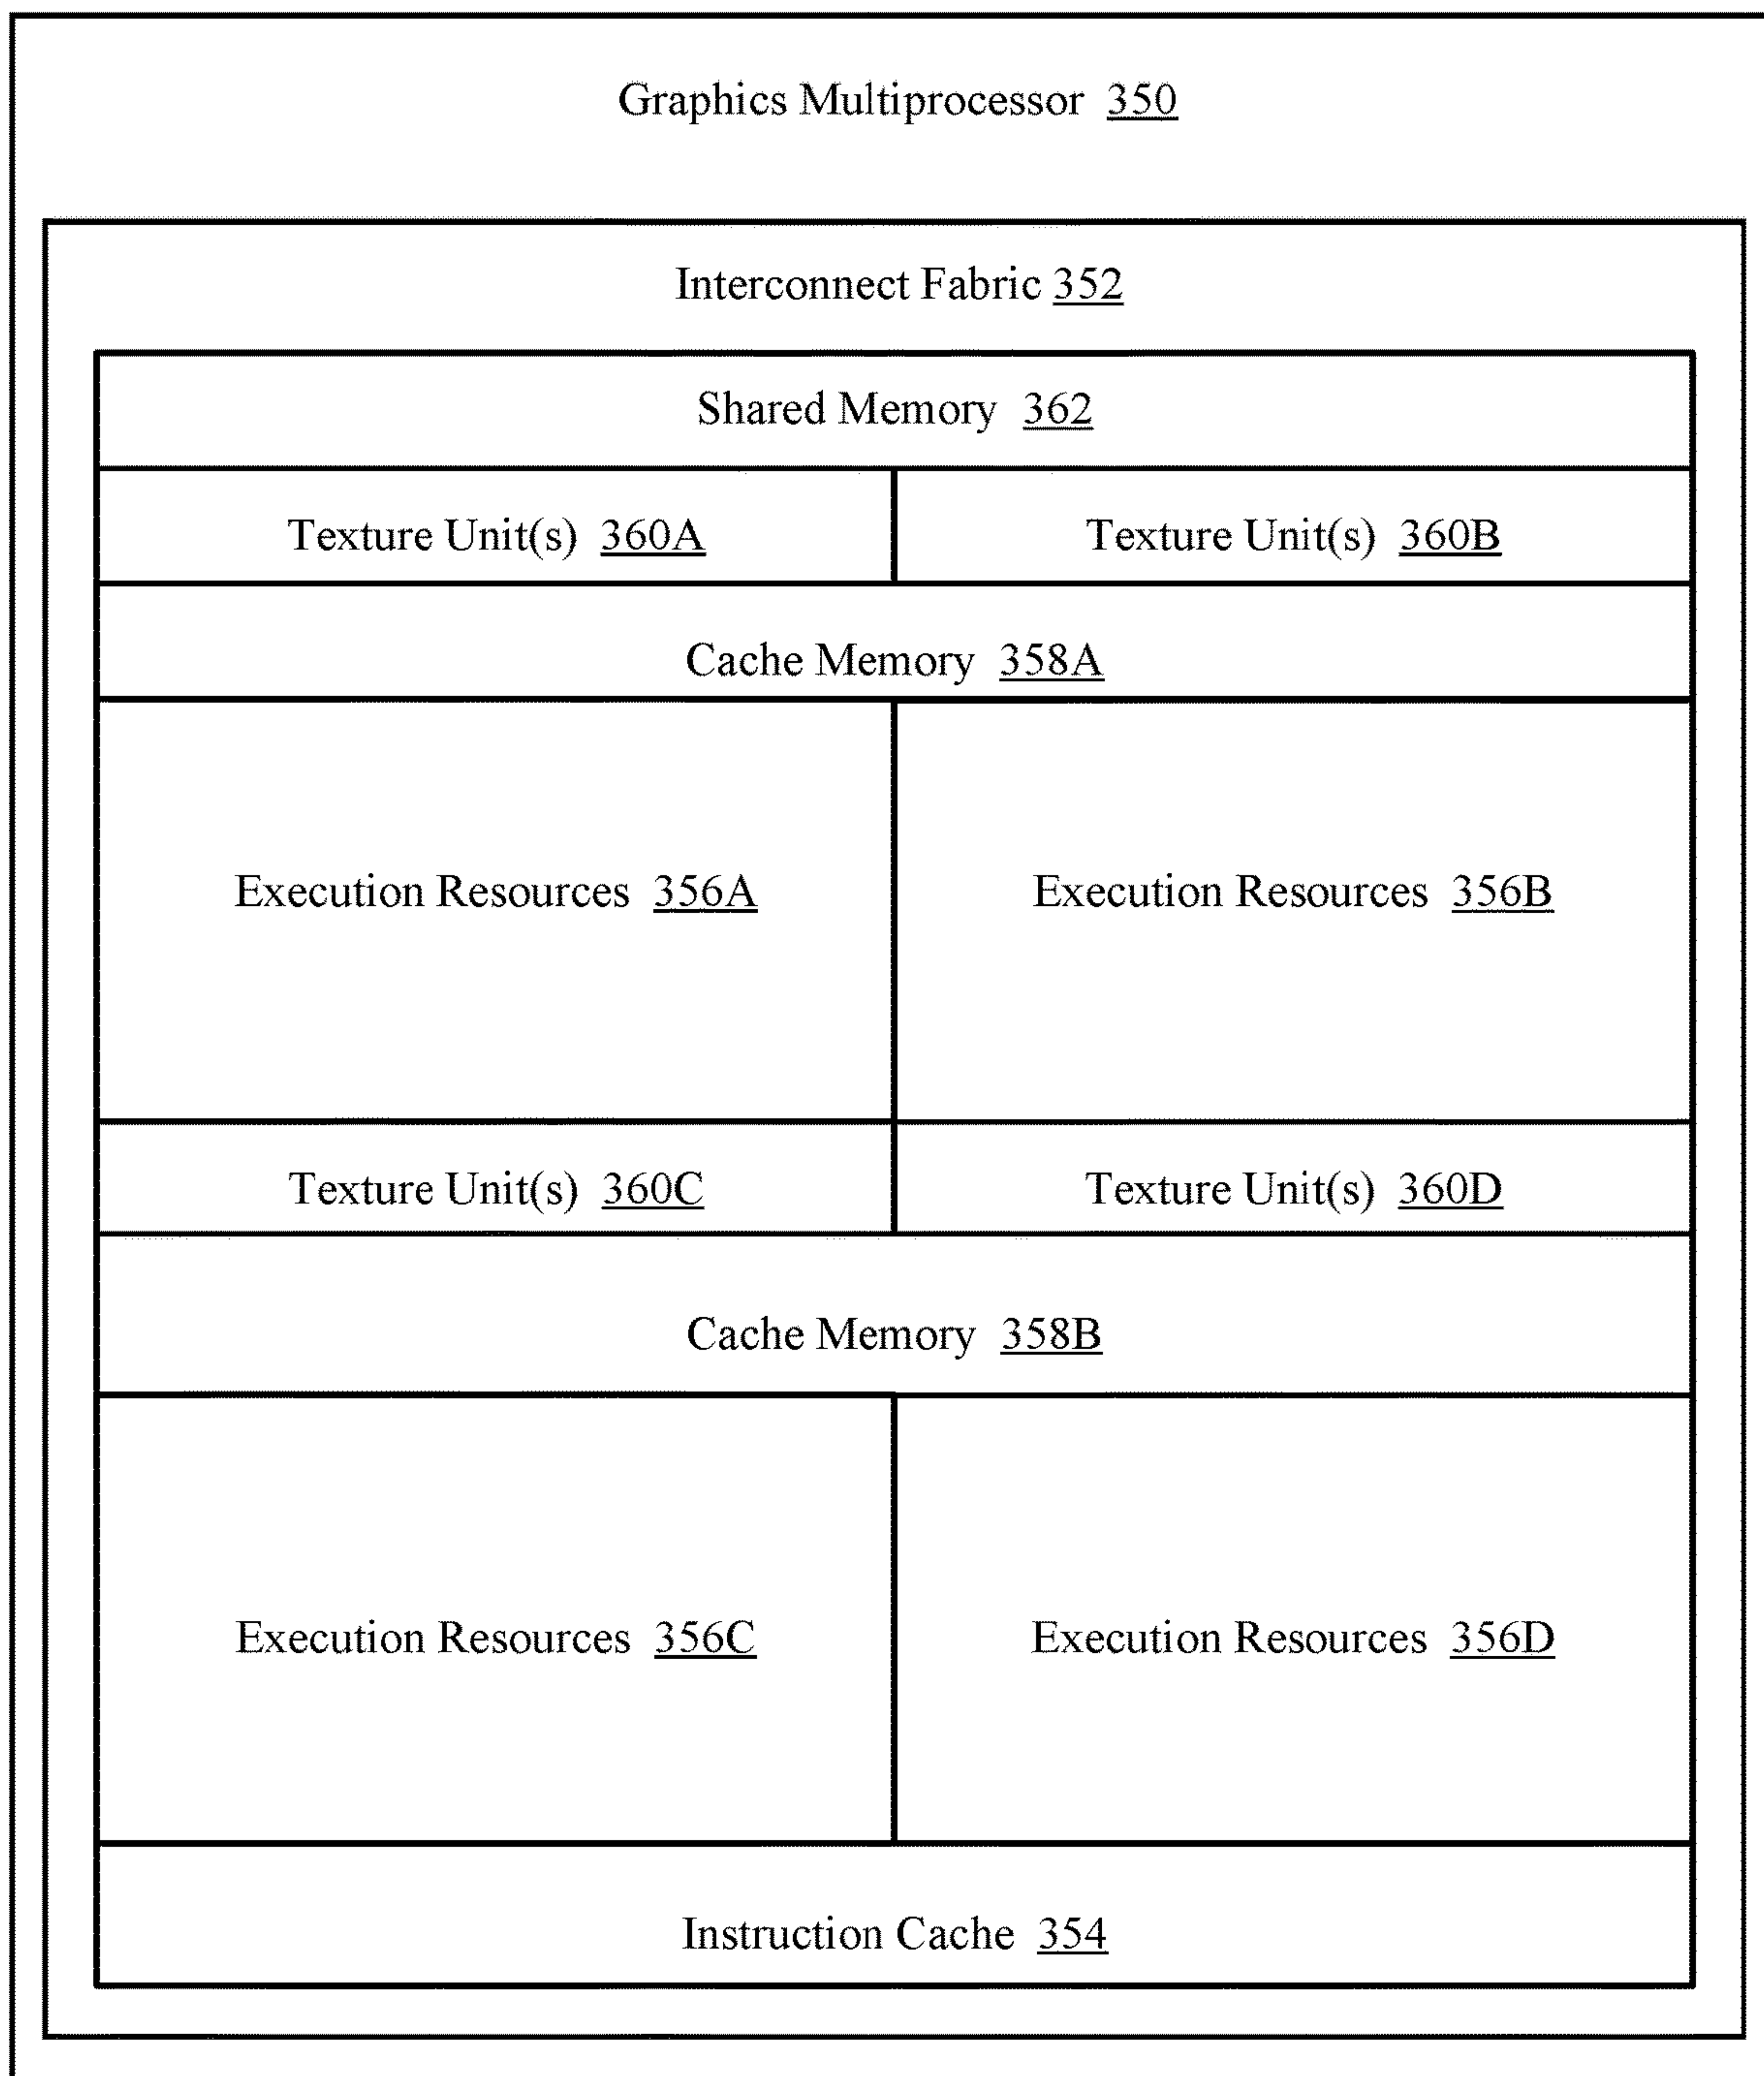 Graphics Multiprocessor 350
Interconnect Fabric 352
Shared Memory 362
Texture Unit(s) 360A Texture Unit(s) 360B
Cache Memory 358A
Execution Resources 356A Execution Resources 356B
Texture Unit(s) 360C Texture Unit(s) 360D
Cache Memory 358B
Execution Resources 356C Execution Resources 356D
Instruction Cache 354